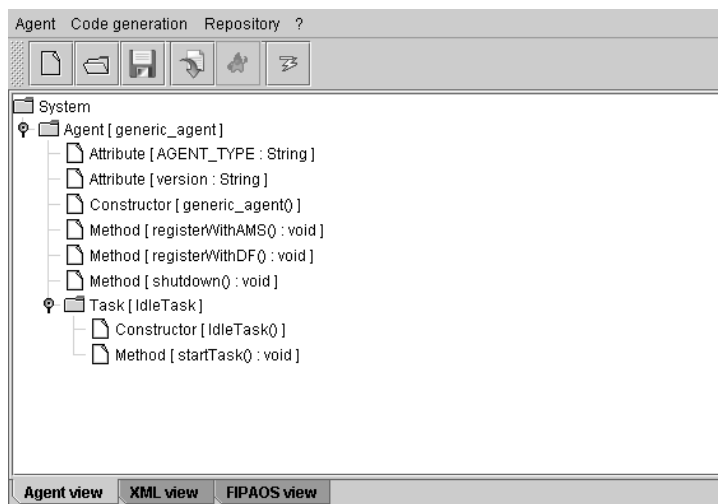 Agent Code generation Repository ?
System
Agent [ generic_agent ]
Attribute [ AGENT_TYPE : String ]
Attribute [ version : String ]
Constructor [ generic_agent() ]
Method [ registerWithAMS() : void ]
Method [ registerWithDF() : void ]
Method [ shutdown() : void ]
Task [ IdleTask ]
Constructor [ IdleTask() ]
Method [ startTask() : void ]
Agent view XML view FIPAOS view